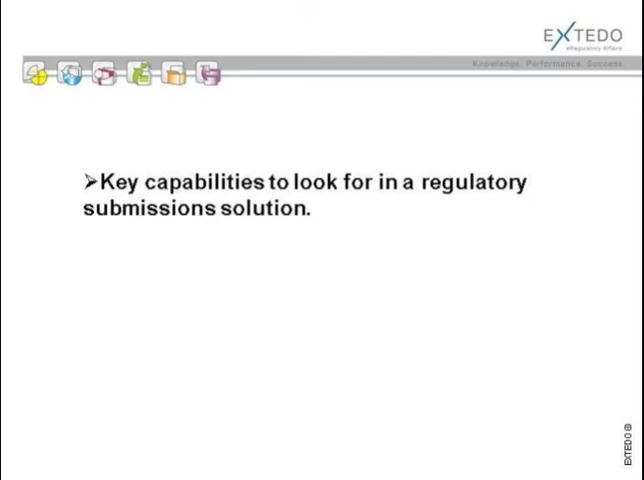 EXTEDO
eRegulatory Affairs
Knowledge. Performance. Success.
➢Key capabilities to look for in a regulatory
submissions solution.
EXTEDO ®